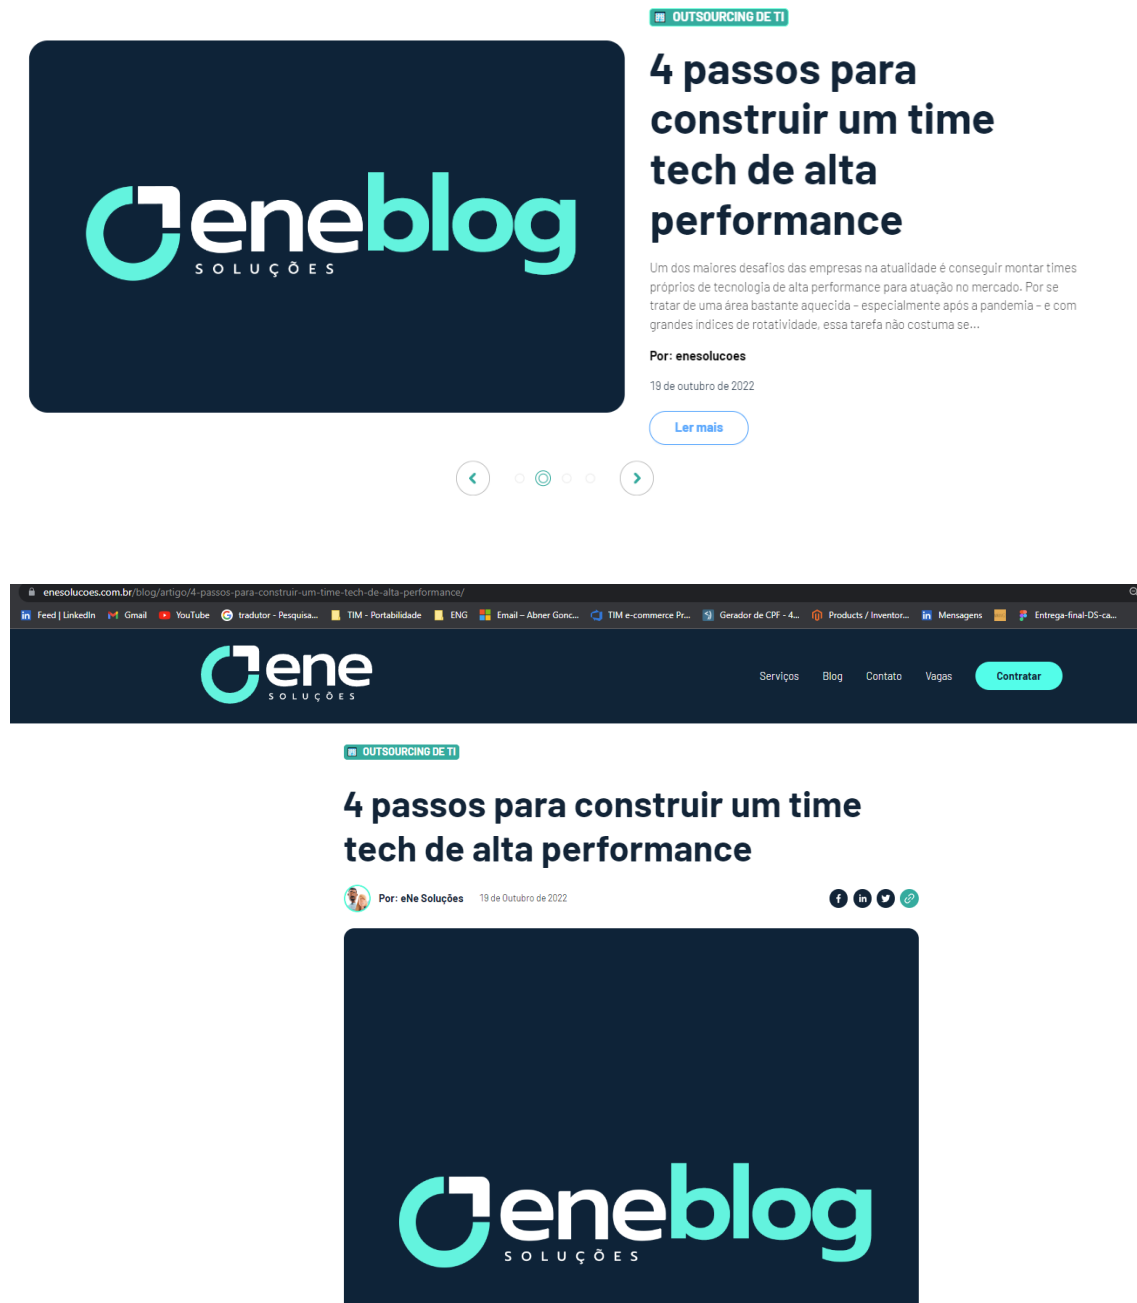 OUTSOURCING DE TI
4 passos para
construir um time
tech de alta
performance
eneblog
SOLUÇÕES
Um dos maiores desafios das empresas na atualidade é conseguir montar times
próprios de tecnologia de alta performance para atuação no mercado. Por se
tratar de uma área bastante aquecida – especialmente após a pandemia – e com
grandes índices de rotatividade, essa tarefa não costuma se...
Por: enesolucoes
19 de outubro de 2022
Ler mais
enesolucoes.com.br/blog/artigo/4-passos-para-construir-um-time-tech-de-alta-performance/
Feed | LinkedIn Gmail YouTube tradutor - Pesquisa... TIM - Portabilidade ENG Email – Abner Gonc... TIM e-commerce Pr... Gerador de CPF - 4... Products / Inventor... Mensagens Entrega-final-DS-ca...
ene
SOLUÇÕES
Serviços Blog Contato Vagas Contratar
OUTSOURCING DE TI
4 passos para construir um time
tech de alta performance
Por: eNe Soluções 19 de Outubro de 2022
eneblog
SOLUÇÕES